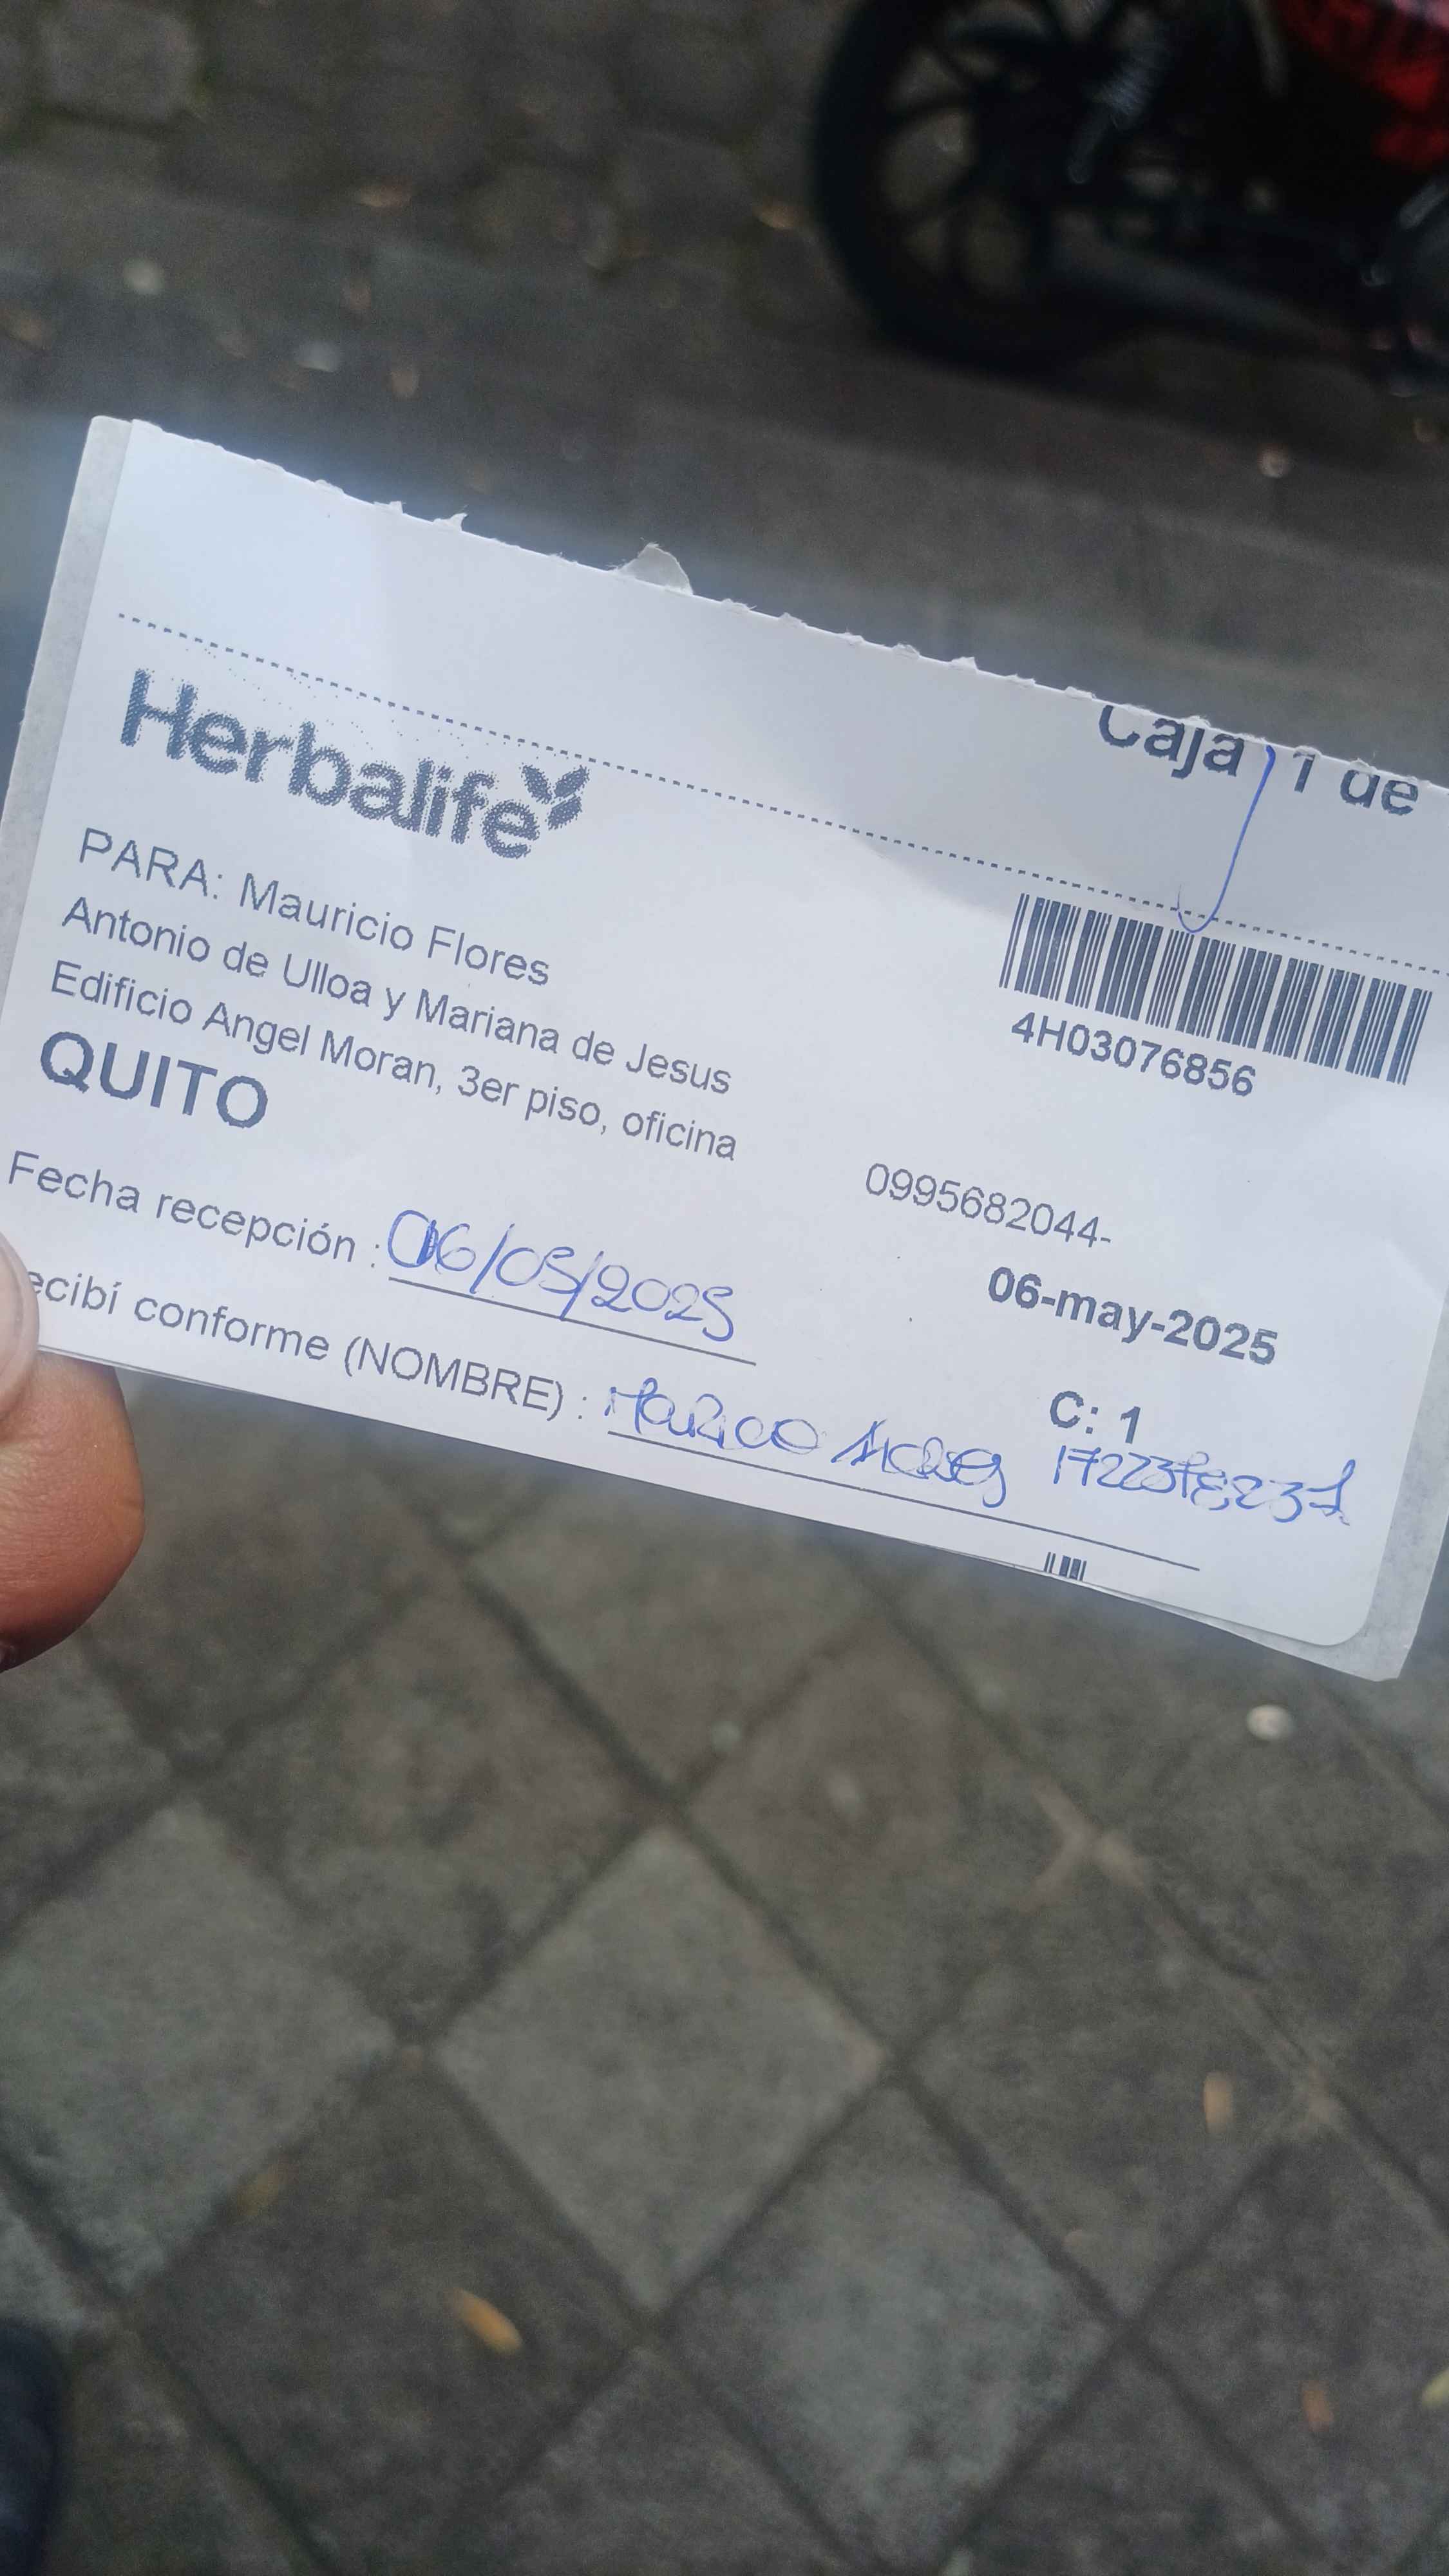 Caja 1 de
Herbalife
4H03076856
PARA: Mauricio Flores
Antonio de Ulloa y Mariana de Jesus
Edificio Angel Moran, 3er piso, oficina
QUITO
0995682044-
Fecha recepción : 06/05/2025
06-may-2025
ecibí conforme (NOMBRE) :
C: 1